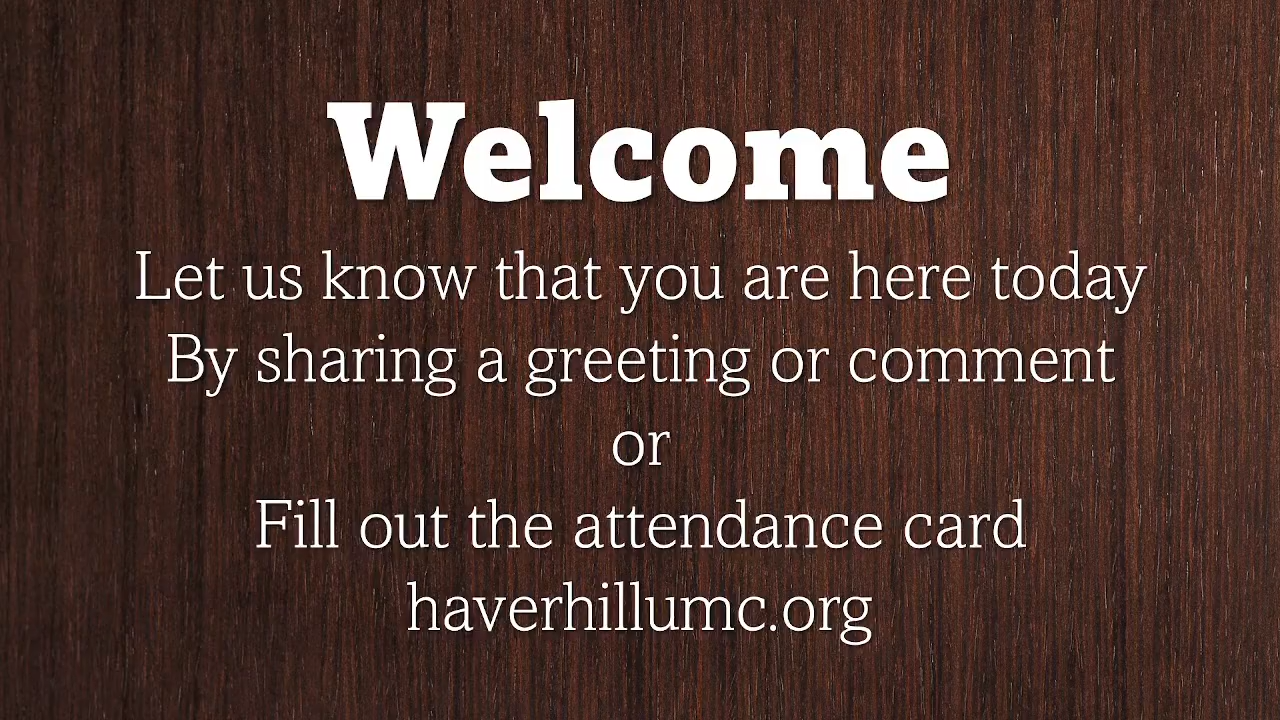 Welcome
Let us know that you are here today
By sharing a greeting or comment
or
Fill out the attendance card
haverhillumc.org